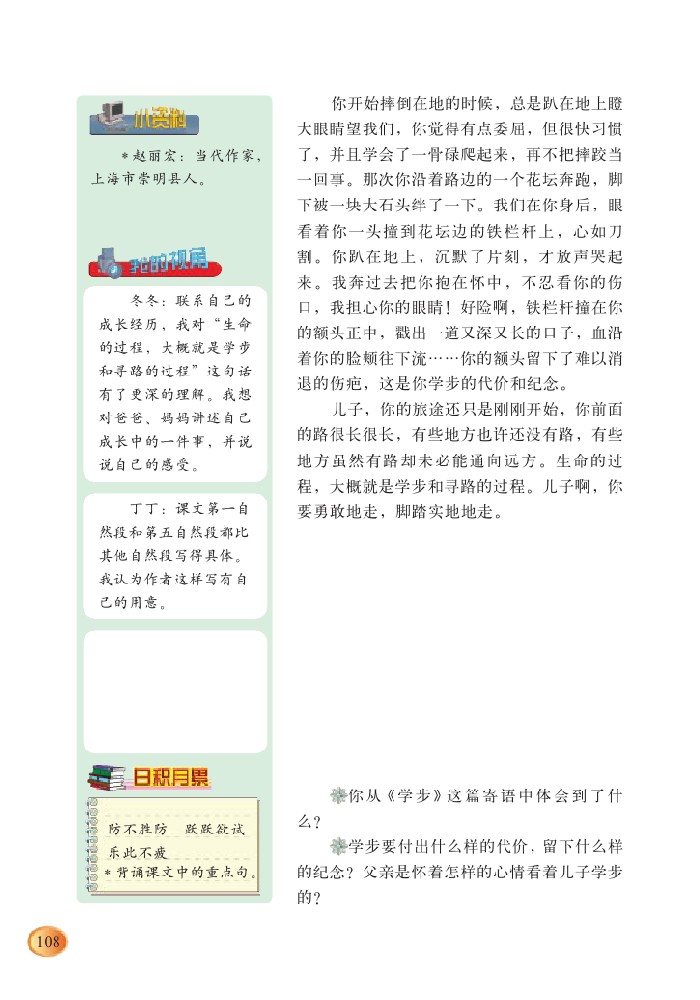 小资料
*赵丽宏：当代作家，
上海市崇明县人。
我的视角
冬冬：联系自己的
成长经历，我对“生命
的过程，大概就是学步
和寻路的过程”这句话
有了更深的理解。我想
对爸爸、妈妈讲述自己
成长中的一件事，并说
说自己的感受。
丁丁：课文第一自
然段和第五自然段都比
其他自然段写得具体。
我认为作者这样写有自
己的用意。
日积月累
防不胜防 跃跃欲试
乐此不疲
*背诵课文中的重点句。
你开始摔倒在地的时候，总是趴在地上瞪
大眼睛望我们，你觉得有点委屈，但很快习惯
了，并且学会了一骨碌爬起来，再不把摔跤当
一回事。那次你沿着路边的一个花坛奔跑，脚
下被一块大石头绊了一下。我们在你身后，眼
看着你一头撞到花坛边的铁栏杆上，心如刀
割。你趴在地上，沉默了片刻，才放声哭起
来。我奔过去把你抱在怀中，不忍看你的伤
口，我担心你的眼睛！好险啊，铁栏杆撞在你
的额头正中，戳出一道又深又长的口子，血沿
着你的脸颊往下流……你的额头留下了难以消
退的伤疤，这是你学步的代价和纪念。
儿子，你的旅途还只是刚刚开始，你前面
的路很长很长，有些地方也许还没有路，有些
地方虽然有路却未必能通向远方。生命的过
程，大概就是学步和寻路的过程。儿子啊，你
要勇敢地走，脚踏实地地走。
你从《学步》这篇寄语中体会到了什
么？
学步要付出什么样的代价，留下什么样
的纪念？父亲是怀着怎样的心情看着儿子学步
的？
108